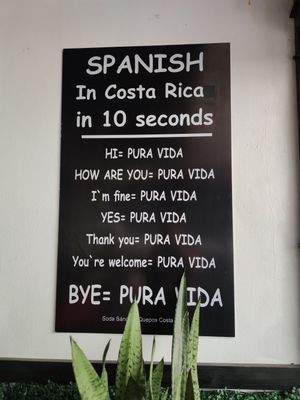 SPANISH
In Costa Rica
in 10 seconds
HI= PURA VIDA
HOW ARE YOU= PURA VIDA
I`m fine= PURA VIDA
YES= PURA VIDA
Thank you= PURA VIDA
You`re welcome= PURA VIDA
BYE= PURA VIDA
Soda Quepos Costa